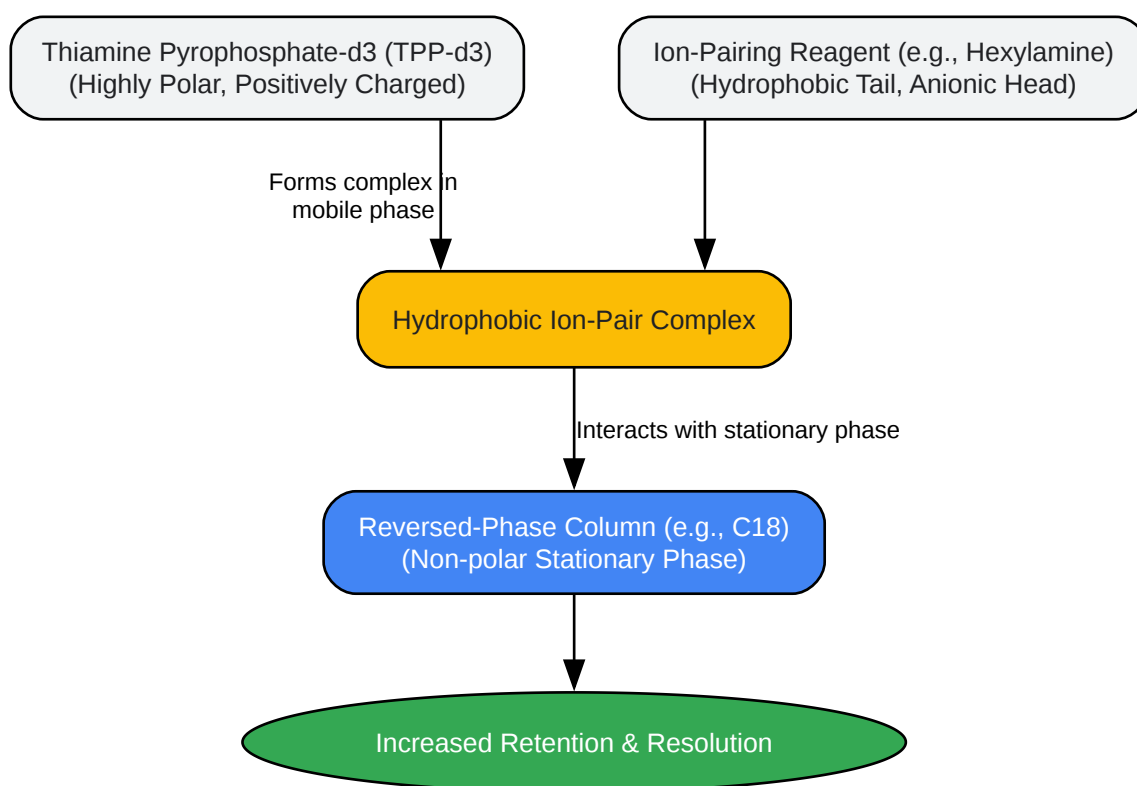 Thiamine Pyrophosphate-d3 (TPP-d3)
(Highly Polar, Positively Charged)
Ion-Pairing Reagent (e.g., Hexylamine)
(Hydrophobic Tail, Anionic Head)
Forms complex in
mobile phase
Hydrophobic Ion-Pair Complex
Interacts with stationary phase
Reversed-Phase Column (e.g., C18)
(Non-polar Stationary Phase)
Increased Retention & Resolution